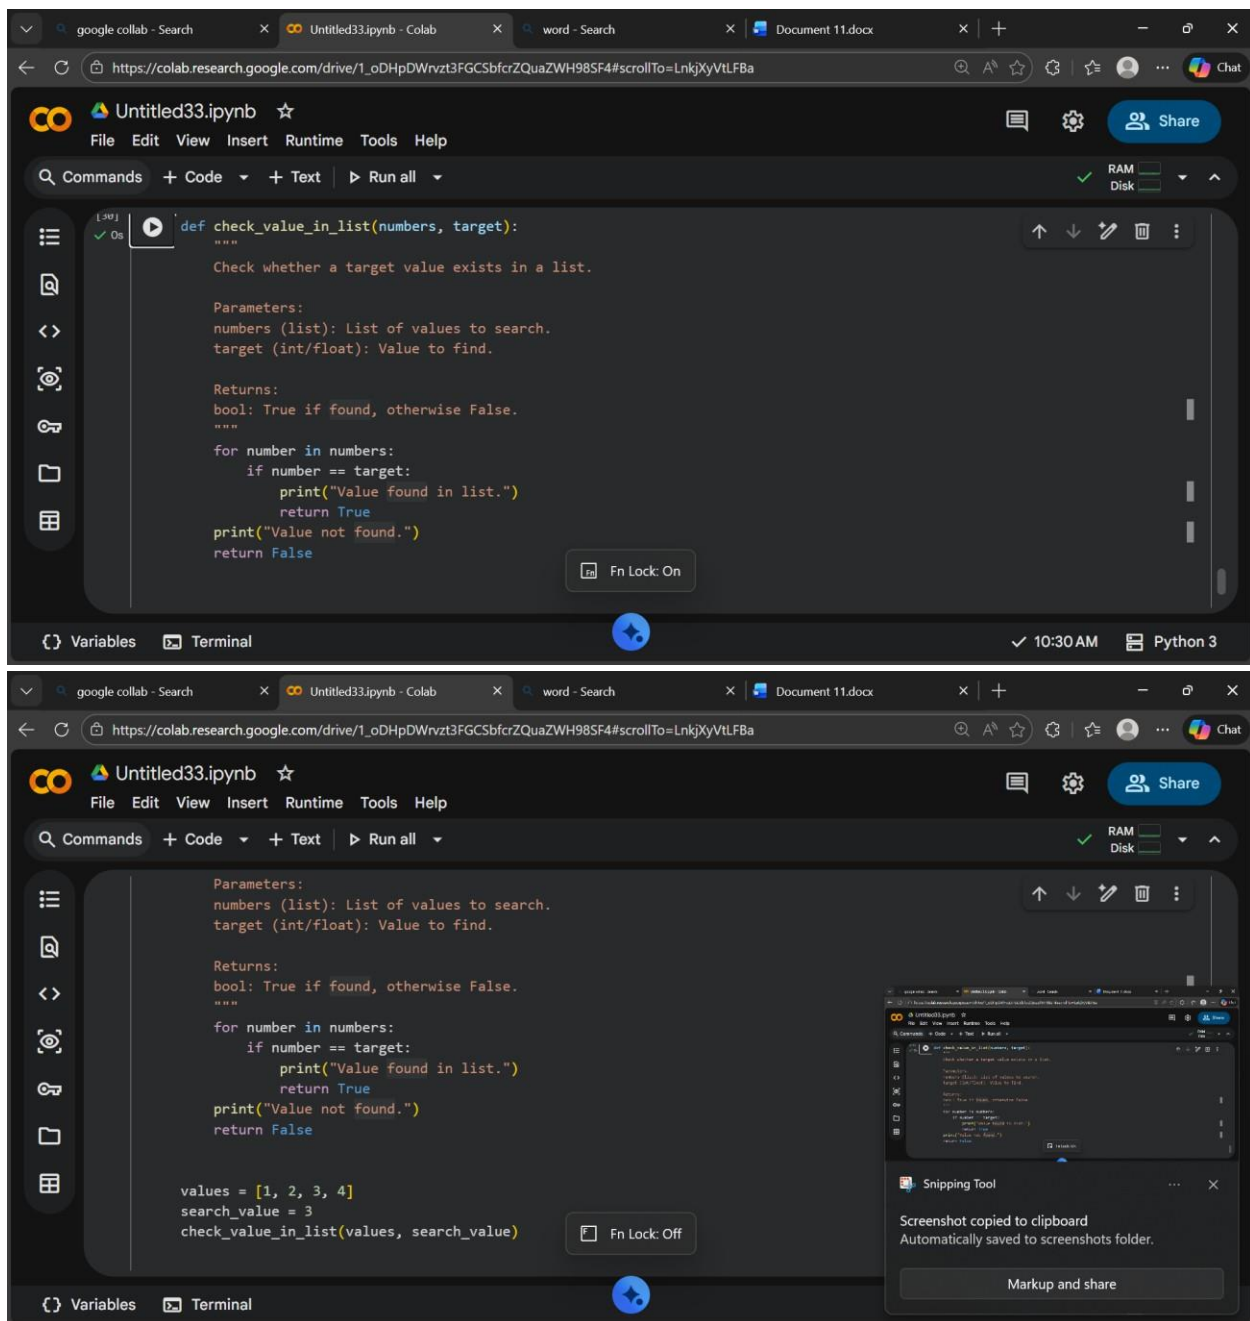 google collab - Search
Untitled33.ipynb - Colab
word - Search
Document 11.docx
https://colab.research.google.com/drive/1_oDHpDWrvzt3FGCSbfcrZQuaZWH98SF4#scrollTo=LnkjXyVtLFBa
Chat
Untitled33.ipynb
File Edit View Insert Runtime Tools Help
Share
Commands + Code + Text Run all
RAM
Disk
[30]
0s
def check_value_in_list(numbers, target):
"""
Check whether a target value exists in a list.
Parameters:
numbers (list): List of values to search.
target (int/float): Value to find.
Returns:
bool: True if found, otherwise False.
"""
for number in numbers:
if number == target:
print("Value found in list.")
return True
print("Value not found.")
return False
Fn Lock: On
{} Variables Terminal
10:30 AM Python 3
google collab - Search
Untitled33.ipynb - Colab
word - Search
Document 11.docx
https://colab.research.google.com/drive/1_oDHpDWrvzt3FGCSbfcrZQuaZWH98SF4#scrollTo=LnkjXyVtLFBa
Chat
Untitled33.ipynb
File Edit View Insert Runtime Tools Help
Share
Commands + Code + Text Run all
RAM
Disk
Parameters:
numbers (list): List of values to search.
target (int/float): Value to find.
Returns:
bool: True if found, otherwise False.
"""
for number in numbers:
if number == target:
print("Value found in list.")
return True
print("Value not found.")
return False
values = [1, 2, 3, 4]
search_value = 3
check_value_in_list(values, search_value)
Fn Lock: Off
Snipping Tool
Screenshot copied to clipboard
Automatically saved to screenshots folder.
Markup and share
{} Variables Terminal